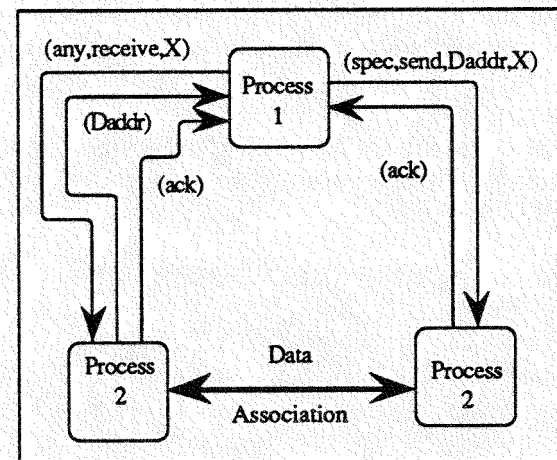 (any,receive,X)
(spec,send,Daddr,X)
Process
1
(Daddr)
(ack)
(ack)
Process
2
Data
Association
Process
2